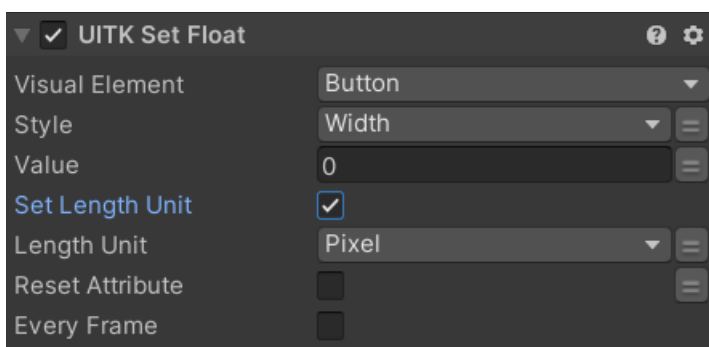 UITK Set Float
Visual Element Button
Style Width
Value 0
Set Length Unit
Length Unit Pixel
Reset Attribute
Every Frame